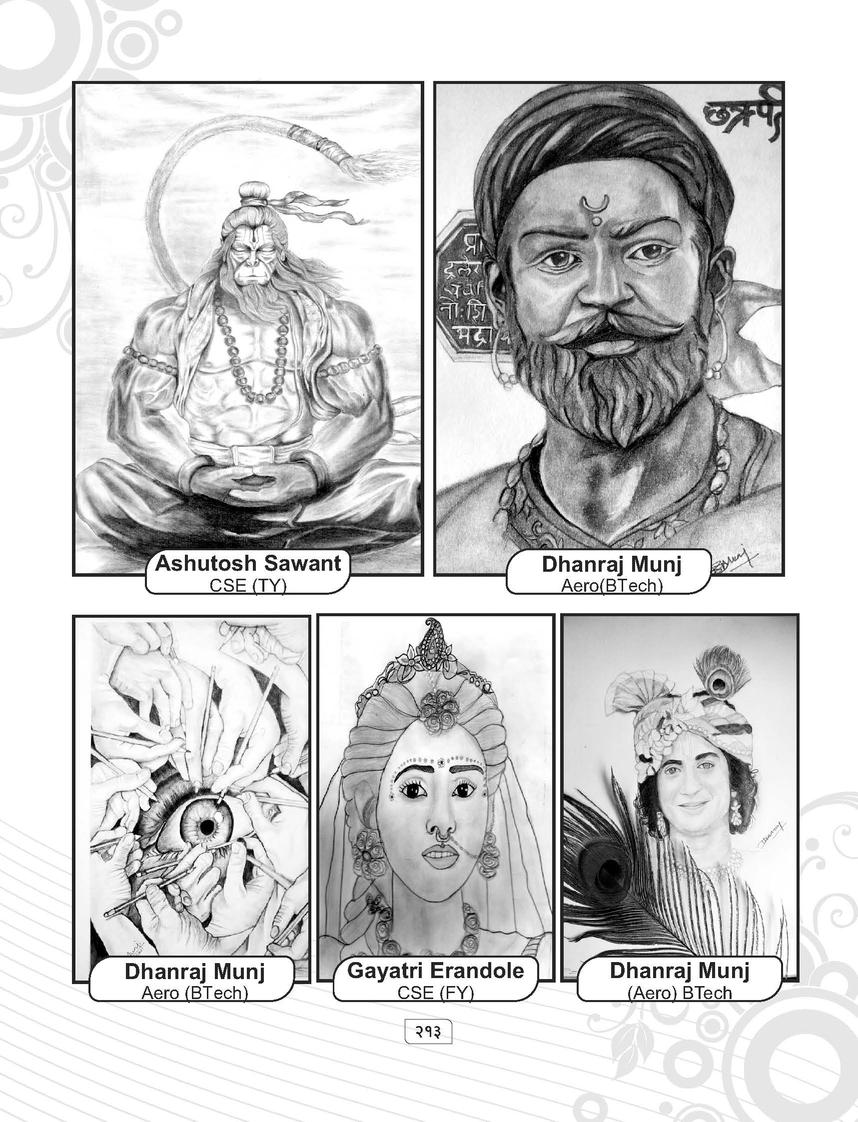 छत्रपति
प्र
भद्रा
Ashutosh Sawant
CSE (TY)
Dhanraj Munj
Aero(BTech)
Dhanraj Munj
Aero (BTech)
Gayatri Erandole
CSE (FY)
Dhanraj Munj
(Aero) BTech
२१३